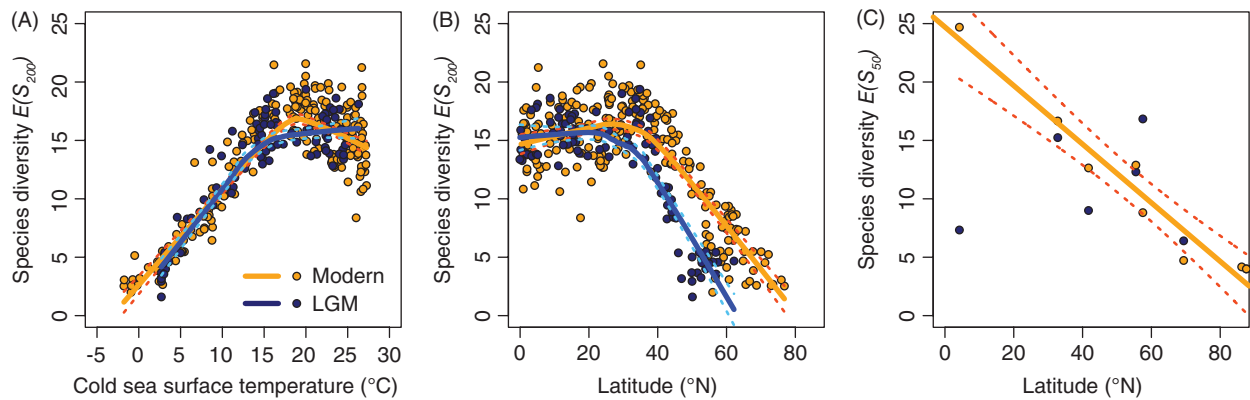 (A)
Species diversity E(S200)
25
20
15
10
5
0
-5 0 5 10 15 20 25 30
Cold sea surface temperature (°C)
Modern
LGM
(B)
Species diversity E(S200)
25
20
15
10
5
0
0 20 40 60 80
Latitude (°N)
(C)
Species diversity E(S50)
25
20
15
10
5
0
0 20 40 60 80
Latitude (°N)